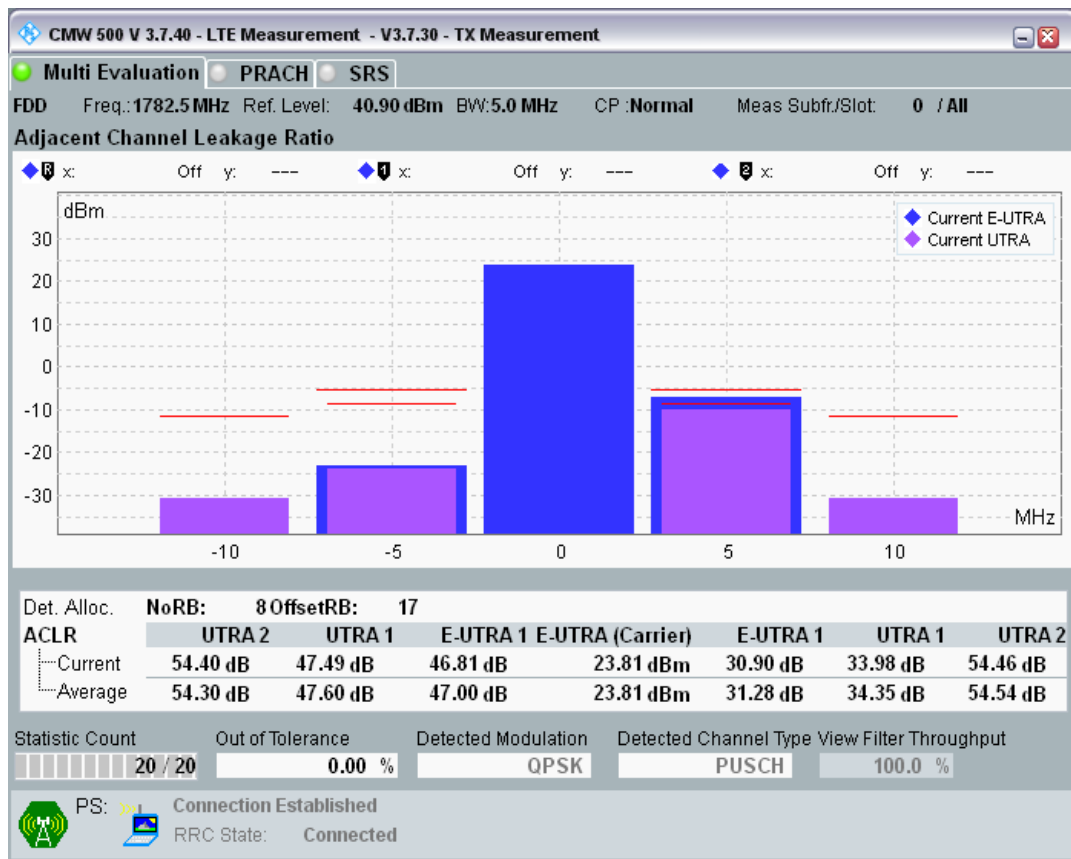 CMW 500 V 3.7.40 - LTE Measurement - V3.7.30 - TX Measurement
Multi Evaluation PRACH SRS
FDD Freq.:1782.5 MHz Ref. Level: 40.90 dBm BW:5.0 MHz CP :Normal Meas Subfr./Slot: 0 / All
Adjacent Channel Leakage Ratio
R x: Off y: --- 1 x: Off y: --- 2 x: Off y: ---
dBm
Current E-UTRA
Current UTRA
30
20
10
0
-10
-20
-30
MHz
-10 -5 0 5 10
Det. Alloc. NoRB: 8 OffsetRB: 17
ACLR UTRA 2 UTRA 1 E-UTRA 1 E-UTRA (Carrier) E-UTRA 1 UTRA 1 UTRA 2
Current 54.40 dB 47.49 dB 46.81 dB 23.81 dBm 30.90 dB 33.98 dB 54.46 dB
Average 54.30 dB 47.60 dB 47.00 dB 23.81 dBm 31.28 dB 34.35 dB 54.54 dB
Statistic Count Out of Tolerance Detected Modulation Detected Channel Type View Filter Throughput
20 / 20 0.00 % QPSK PUSCH 100.0 %
PS: Connection Established
RRC State: Connected